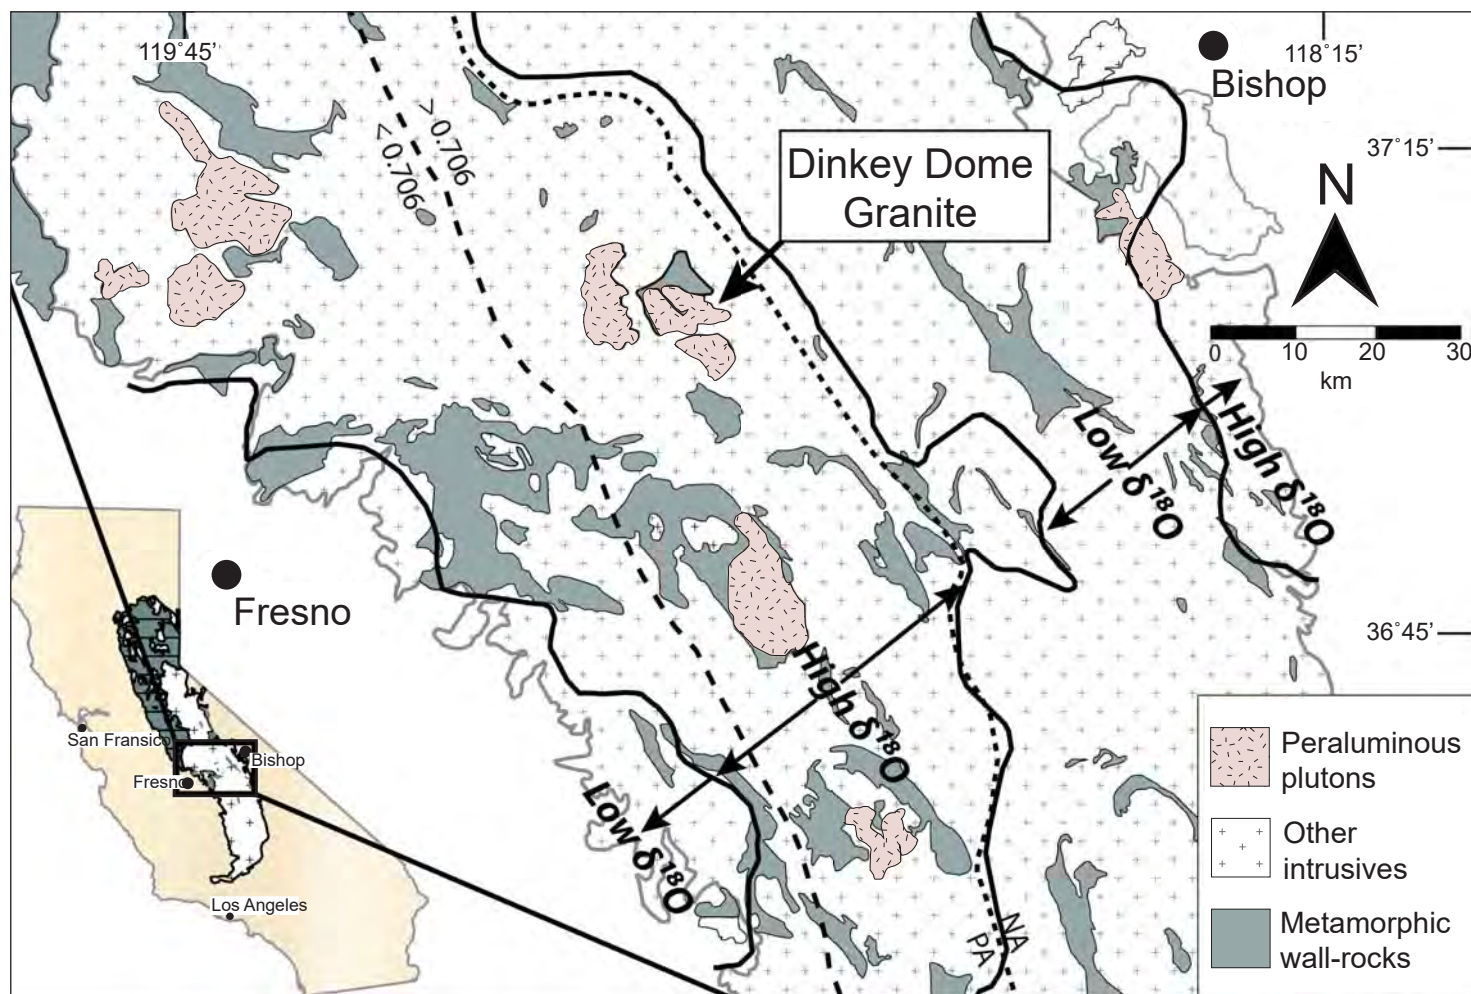 119˚45’
118˚15’
Bishop
37˚15’
> 0.706
< 0.706
Dinkey Dome
Granite
N
0 10 20 30
km
Low δ¹⁸O
High δ¹⁸O
Fresno
36˚45’
High δ¹⁸O
Low δ¹⁸O
NA
PA
San Fransico
Bishop
Fresno
Los Angeles
Peraluminous
plutons
Other
intrusives
Metamorphic
wall-rocks